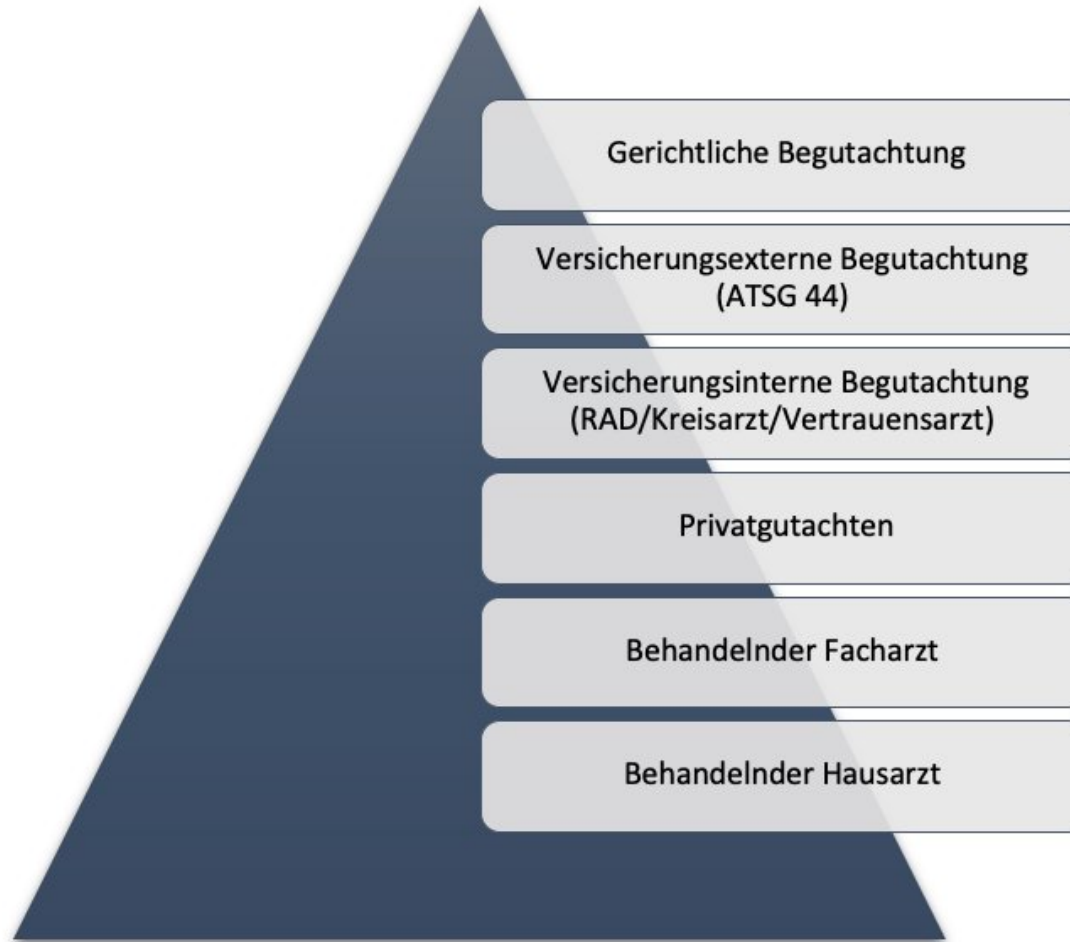 Gerichtliche Begutachtung
Versicherungsexterne Begutachtung
(ATSG 44)
Versicherungsinterne Begutachtung
(RAD/Kreisarzt/Vertrauensarzt)
Privatgutachten
Behandelnder Facharzt
Behandelnder Hausarzt